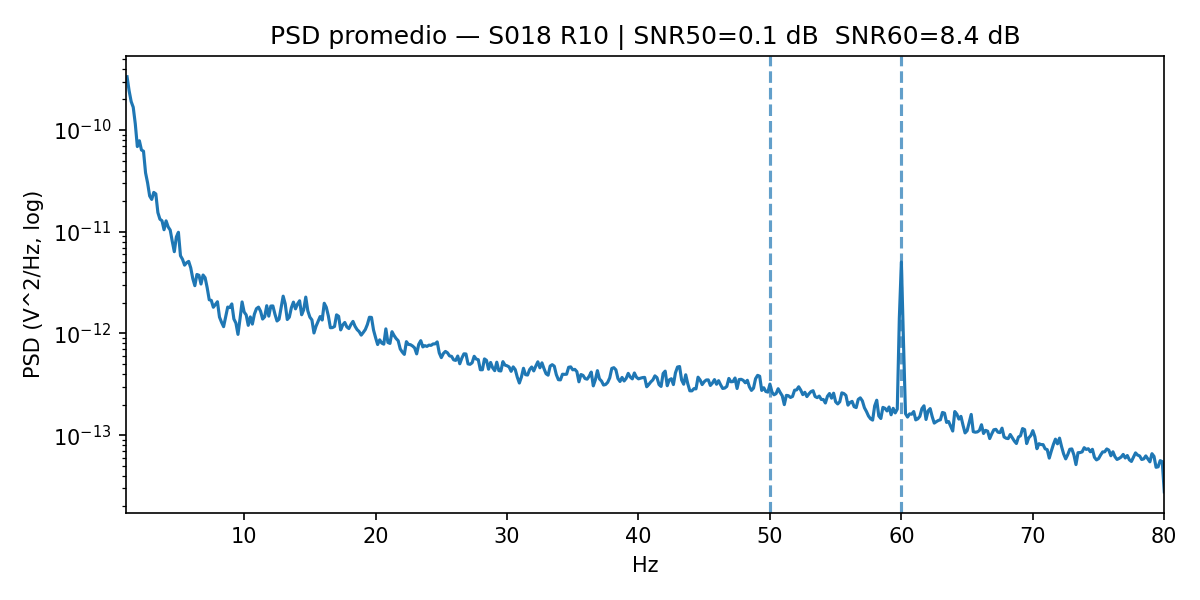 PSD promedio — S018 R10 | SNR50=0.1 dB  SNR60=8.4 dB
PSD (V^2/Hz, log)
10⁻¹⁰
10⁻¹¹
10⁻¹²
10⁻¹³
10 20 30 40 50 60 70 80
Hz